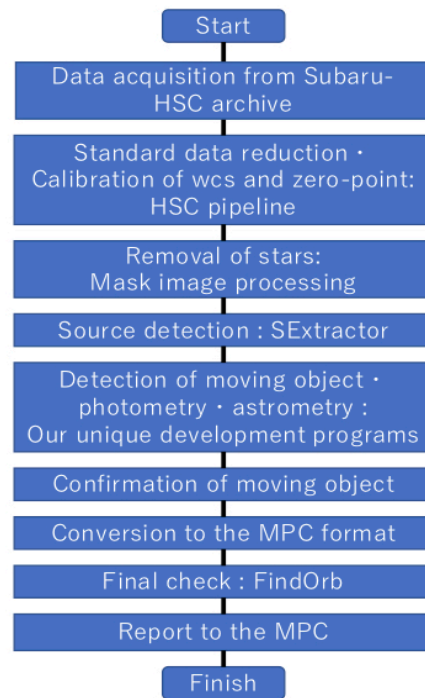 Start
Data acquisition from Subaru-
HSC archive
Standard data reduction・
Calibration of wcs and zero-point:
HSC pipeline
Removal of stars:
Mask image processing
Source detection : SExtractor
Detection of moving object・
photometry・astrometry :
Our unique development programs
Confirmation of moving object
Conversion to the MPC format
Final check : FindOrb
Report to the MPC
Finish